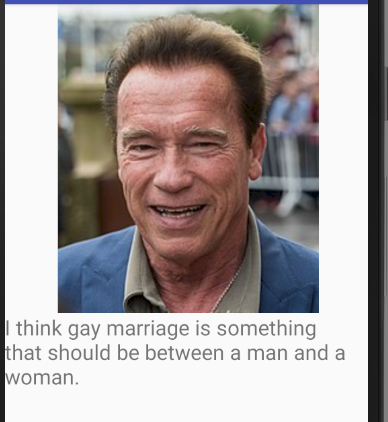 I think gay marriage is something
that should be between a man and a
woman.